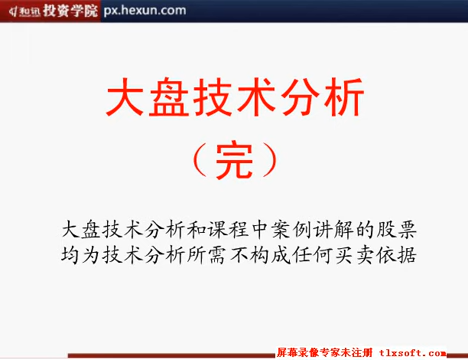 和讯 投资学院 px.hexun.com
大盘技术分析
（完）
大盘技术分析和课程中案例讲解的股票
均为技术分析所需不构成任何买卖依据
屏幕录像专家未注册 tlxsoft.com